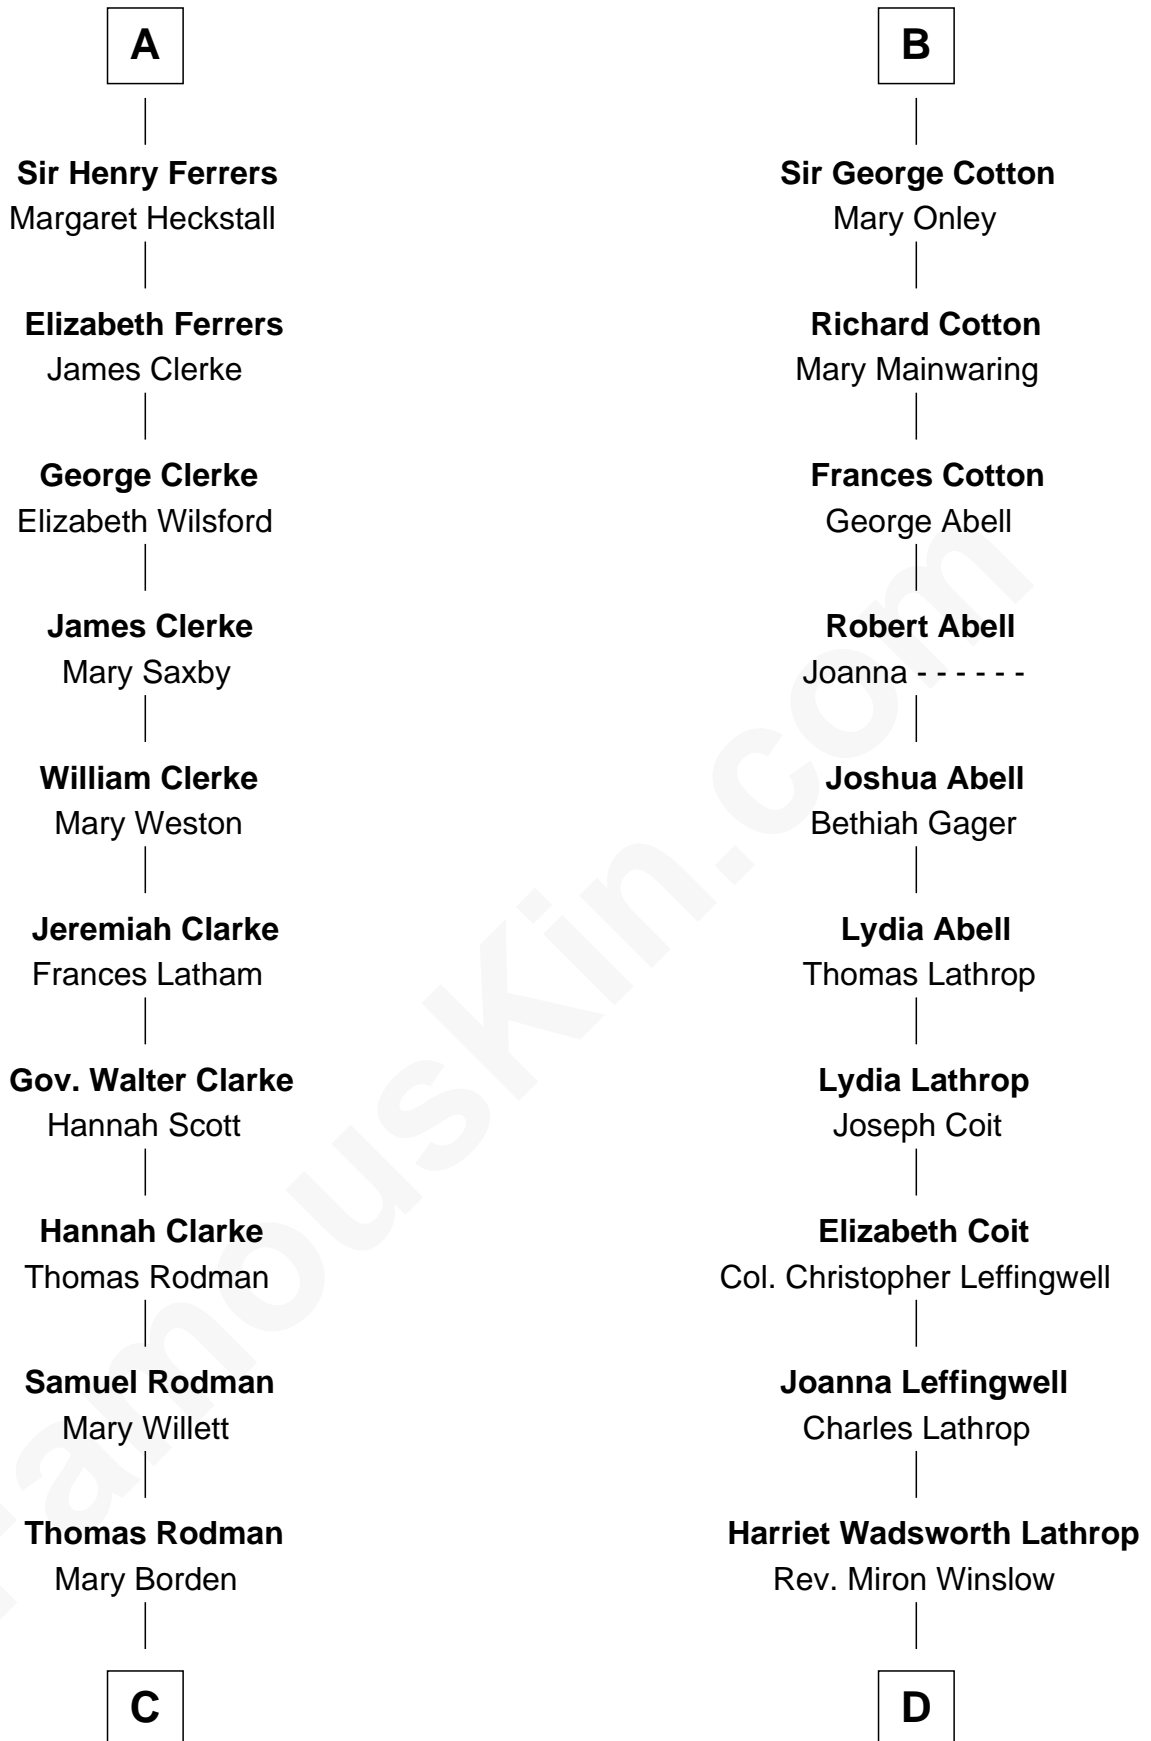 A
Sir Henry Ferrers
Margaret Heckstall
Elizabeth Ferrers
James Clerke
George Clerke
Elizabeth Wilsford
James Clerke
Mary Saxby
William Clerke
Mary Weston
Jeremiah Clarke
Frances Latham
Gov. Walter Clarke
Hannah Scott
Hannah Clarke
Thomas Rodman
Samuel Rodman
Mary Willett
Thomas Rodman
Mary Borden
C
B
Sir George Cotton
Mary Onley
Richard Cotton
Mary Mainwaring
Frances Cotton
George Abell
Robert Abell
Joanna - - - - - -
Joshua Abell
Bethiah Gager
Lydia Abell
Thomas Lathrop
Lydia Lathrop
Joseph Coit
Elizabeth Coit
Col. Christopher Leffingwell
Joanna Leffingwell
Charles Lathrop
Harriet Wadsworth Lathrop
Rev. Miron Winslow
D
FamousKin.com